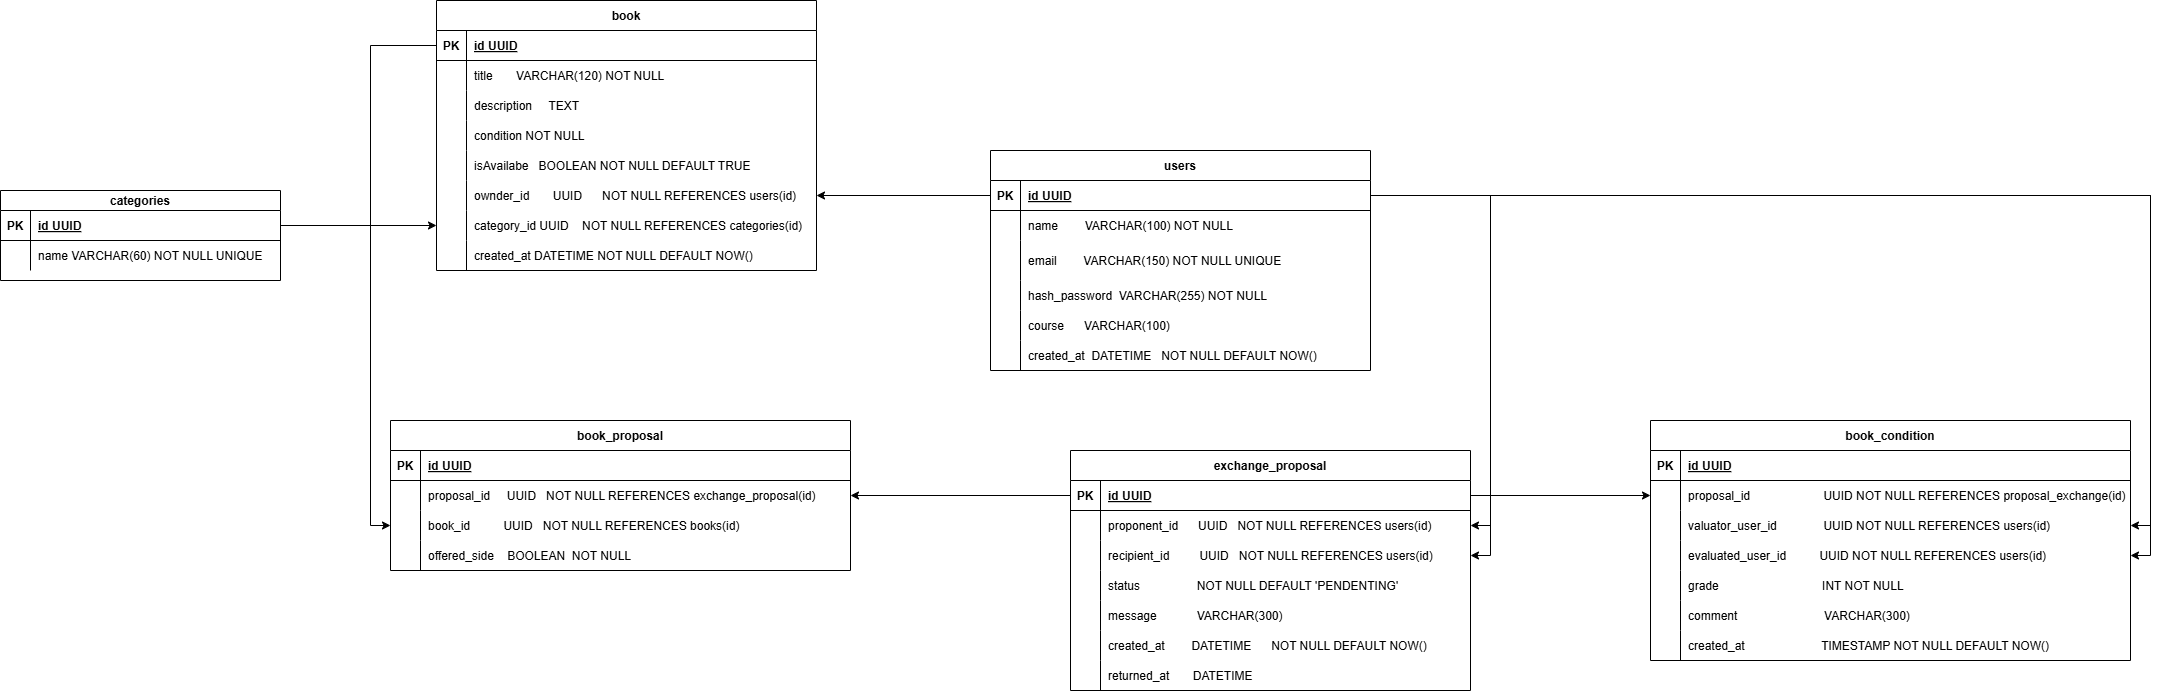 book
PK id UUID
title VARCHAR(120) NOT NULL
description TEXT
condition NOT NULL
isAvailabe BOOLEAN NOT NULL DEFAULT TRUE
ownder_id UUID NOT NULL REFERENCES users(id)
category_id UUID NOT NULL REFERENCES categories(id)
created_at DATETIME NOT NULL DEFAULT NOW()
categories
PK id UUID
name VARCHAR(60) NOT NULL UNIQUE
users
PK id UUID
name VARCHAR(100) NOT NULL
email VARCHAR(150) NOT NULL UNIQUE
hash_password VARCHAR(255) NOT NULL
course VARCHAR(100)
created_at DATETIME NOT NULL DEFAULT NOW()
book_proposal
PK id UUID
proposal_id UUID NOT NULL REFERENCES exchange_proposal(id)
book_id UUID NOT NULL REFERENCES books(id)
offered_side BOOLEAN NOT NULL
exchange_proposal
PK id UUID
proponent_id UUID NOT NULL REFERENCES users(id)
recipient_id UUID NOT NULL REFERENCES users(id)
status NOT NULL DEFAULT 'PENDENTING'
message VARCHAR(300)
created_at DATETIME NOT NULL DEFAULT NOW()
returned_at DATETIME
book_condition
PK id UUID
proposal_id UUID NOT NULL REFERENCES proposal_exchange(id)
valuator_user_id UUID NOT NULL REFERENCES users(id)
evaluated_user_id UUID NOT NULL REFERENCES users(id)
grade INT NOT NULL
comment VARCHAR(300)
created_at TIMESTAMP NOT NULL DEFAULT NOW()